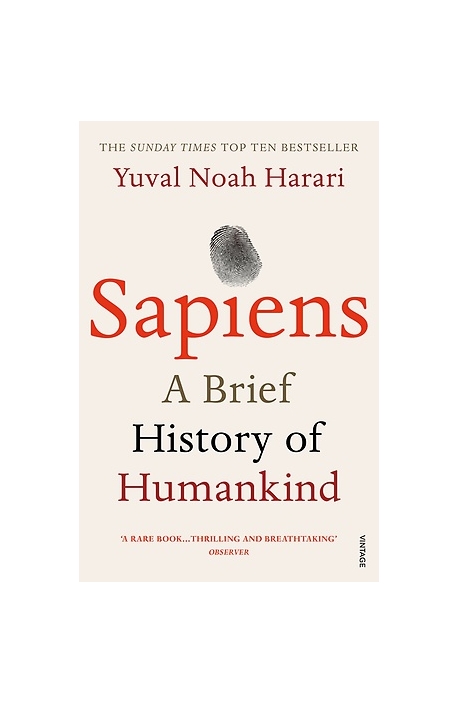 THE SUNDAY TIMES TOP TEN BESTSELLER
Yuval Noah Harari
Sapiens
A Brief
History of
Humankind
‘A RARE BOOK...THRILLING AND BREATHTAKING’
OBSERVER
VINTAGE